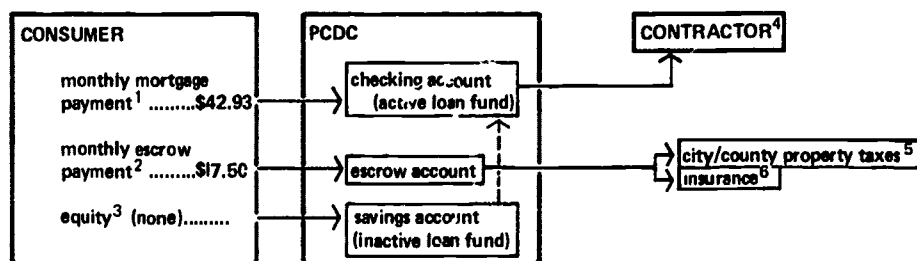 CONSUMER
monthly mortgage
payment¹ .........$42.93
monthly escrow
payment² .........$17.50
equity³ (none).........
PCDC
checking account
(active loan fund)
escrow account
savings account
(inactive loan fund)
CONTRACTOR⁴
city/county property taxes⁵
insurance⁶